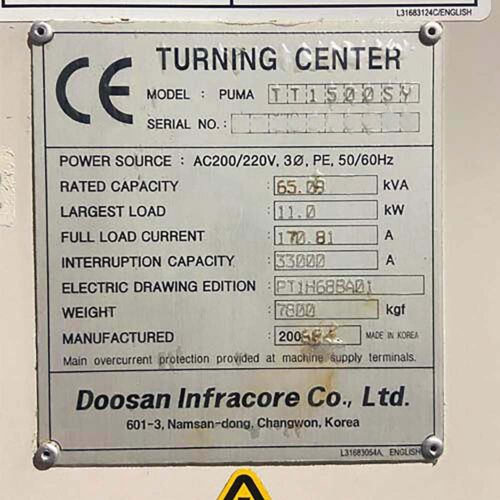 L31683124C/ENGLISH
CE
TURNING CENTER
MODEL : PUMA TT1500SY
SERIAL NO. :
POWER SOURCE : AC200/220V, 3Ø, PE, 50/60Hz
RATED CAPACITY : 65.08 kVA
LARGEST LOAD : 11.0 kW
FULL LOAD CURRENT : 170.81 A
INTERRUPTION CAPACITY : 33000 A
ELECTRIC DRAWING EDITION : PT1H68BA01
WEIGHT : 7800 kgf
MANUFACTURED : MADE IN KOREA
Main overcurrent protection provided at machine supply terminals.
Doosan Infracore Co., Ltd.
601-3, Namsan-dong, Changwon, Korea
L31683054A, ENGLISH